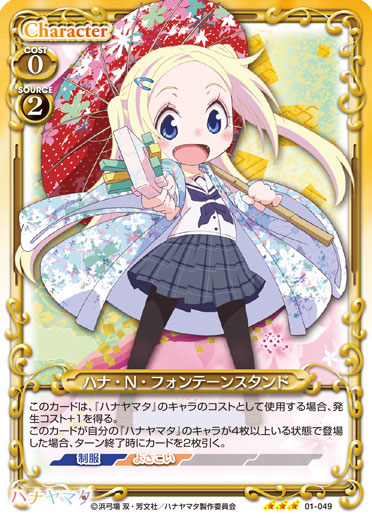 Character
COST
0
SOURCE
2
ハナ・N・フォンテーンスタンド
このカードは、『ハナヤマタ』のキャラのコストとして使用する場合、発
生コスト+1を得る。
このカードが自分の『ハナヤマタ』のキャラが4枚以上いる状態で登場
した場合、ターン終了時にカードを2枚引く。
制服 よさこい
ハナヤマタ
©浜弓場 双・芳文社/ハナヤマタ製作委員会 ★★★ 01-049